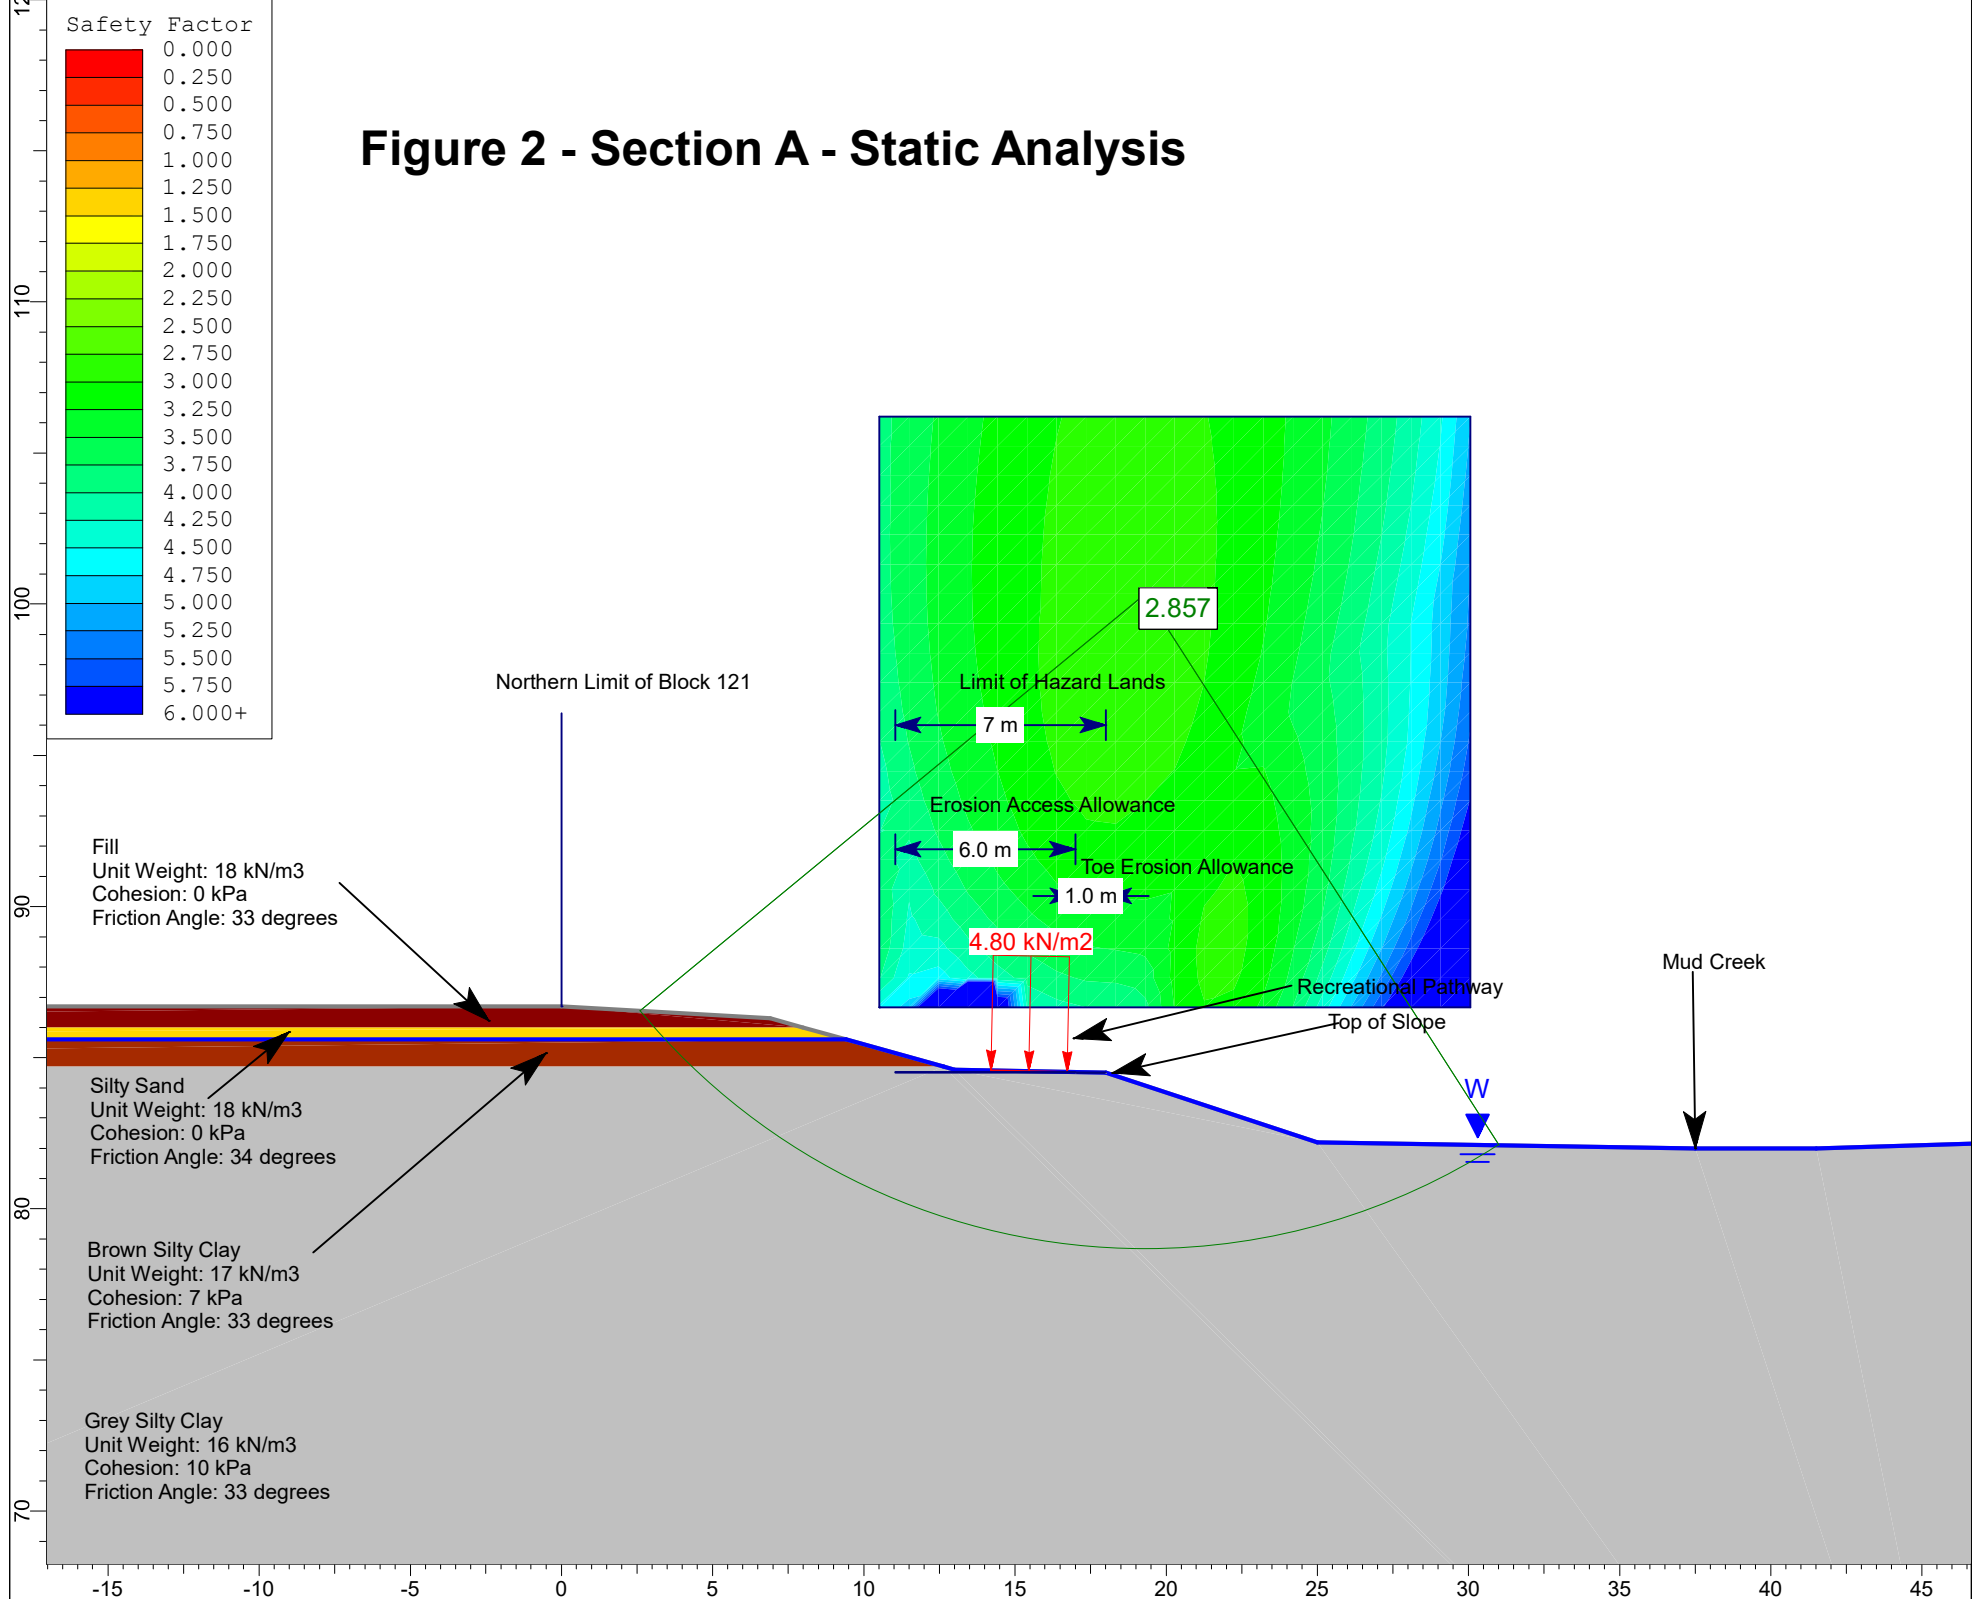 Safety Factor
0.000
0.250
0.500
0.750
1.000
1.250
1.500
1.750
2.000
2.250
2.500
2.750
3.000
3.250
3.500
3.750
4.000
4.250
4.500
4.750
5.000
5.250
5.500
5.750
6.000+
Figure 2 - Section A - Static Analysis
2.857
Northern Limit of Block 121
Limit of Hazard Lands
7 m
Erosion Access Allowance
6.0 m
Toe Erosion Allowance
1.0 m
4.80 kN/m2
Recreational Pathway
Top of Slope
Mud Creek
W
Fill
Unit Weight: 18 kN/m3
Cohesion: 0 kPa
Friction Angle: 33 degrees
Silty Sand
Unit Weight: 18 kN/m3
Cohesion: 0 kPa
Friction Angle: 34 degrees
Brown Silty Clay
Unit Weight: 17 kN/m3
Cohesion: 7 kPa
Friction Angle: 33 degrees
Grey Silty Clay
Unit Weight: 16 kN/m3
Cohesion: 10 kPa
Friction Angle: 33 degrees
110
100
90
80
70
-15 -10 -5 0 5 10 15 20 25 30 35 40 45